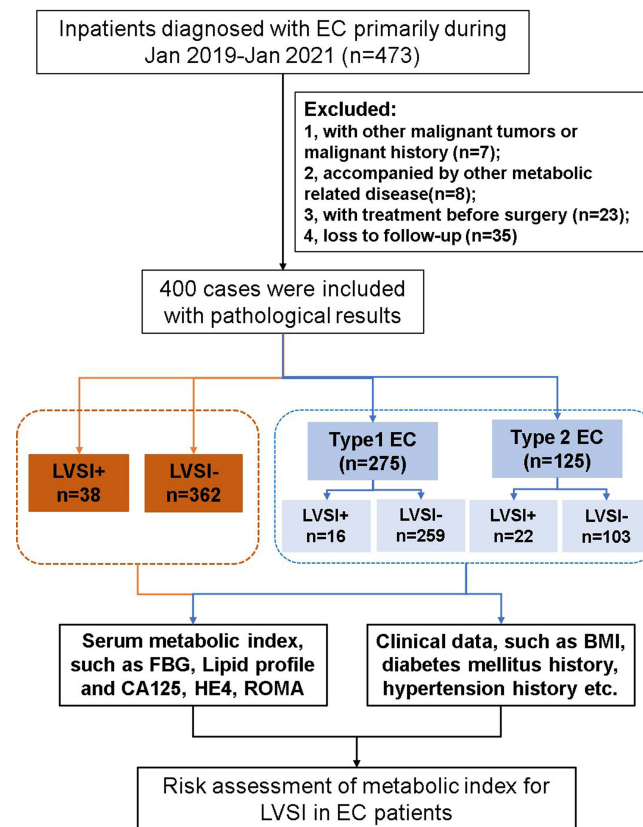 Inpatients diagnosed with EC primarily during
Jan 2019-Jan 2021 (n=473)
Excluded:
1, with other malignant tumors or
malignant history (n=7);
2, accompanied by other metabolic
related disease(n=8);
3, with treatment before surgery (n=23);
4, loss to follow-up (n=35)
400 cases were included
with pathological results
LVSI+
n=38
LVSI-
n=362
Type1 EC
(n=275)
Type 2 EC
(n=125)
LVSI+
n=16
LVSI-
n=259
LVSI+
n=22
LVSI-
n=103
Serum metabolic index,
such as FBG, Lipid profile
and CA125, HE4, ROMA
Clinical data, such as BMI,
diabetes mellitus history,
hypertension history etc.
Risk assessment of metabolic index for
LVSI in EC patients